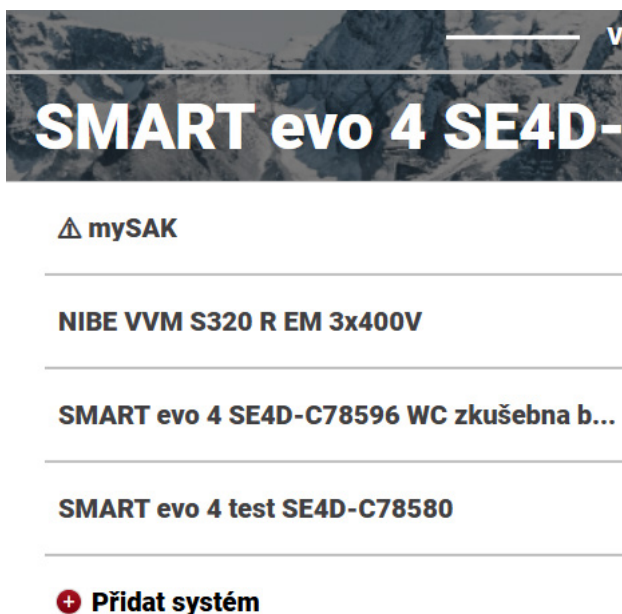 V
SMART evo 4 SE4D-
⚠ mySAK
NIBE VVM S320 R EM 3x400V
SMART evo 4 SE4D-C78596 WC zkušebna b...
SMART evo 4 test SE4D-C78580
Přidat systém